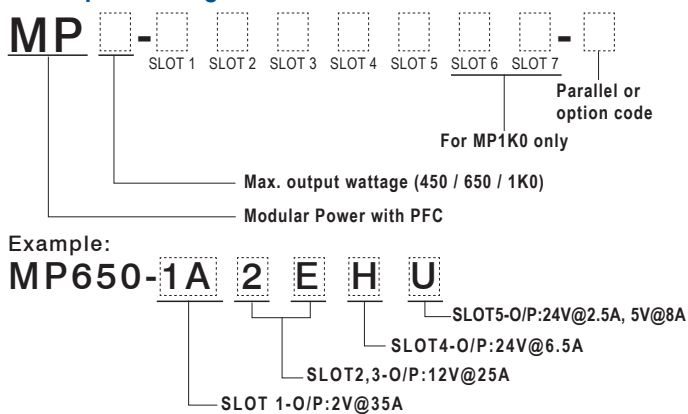 MP - -
SLOT 1 SLOT 2 SLOT 3 SLOT 4 SLOT 5 SLOT 6 SLOT 7
Parallel or
option code
For MP1K0 only
Max. output wattage (450 / 650 / 1K0)
Modular Power with PFC
Example:
MP650-1A 2 E H U
SLOT5-O/P:24V@2.5A, 5V@8A
SLOT4-O/P:24V@6.5A
SLOT2,3-O/P:12V@25A
SLOT 1-O/P:2V@35A